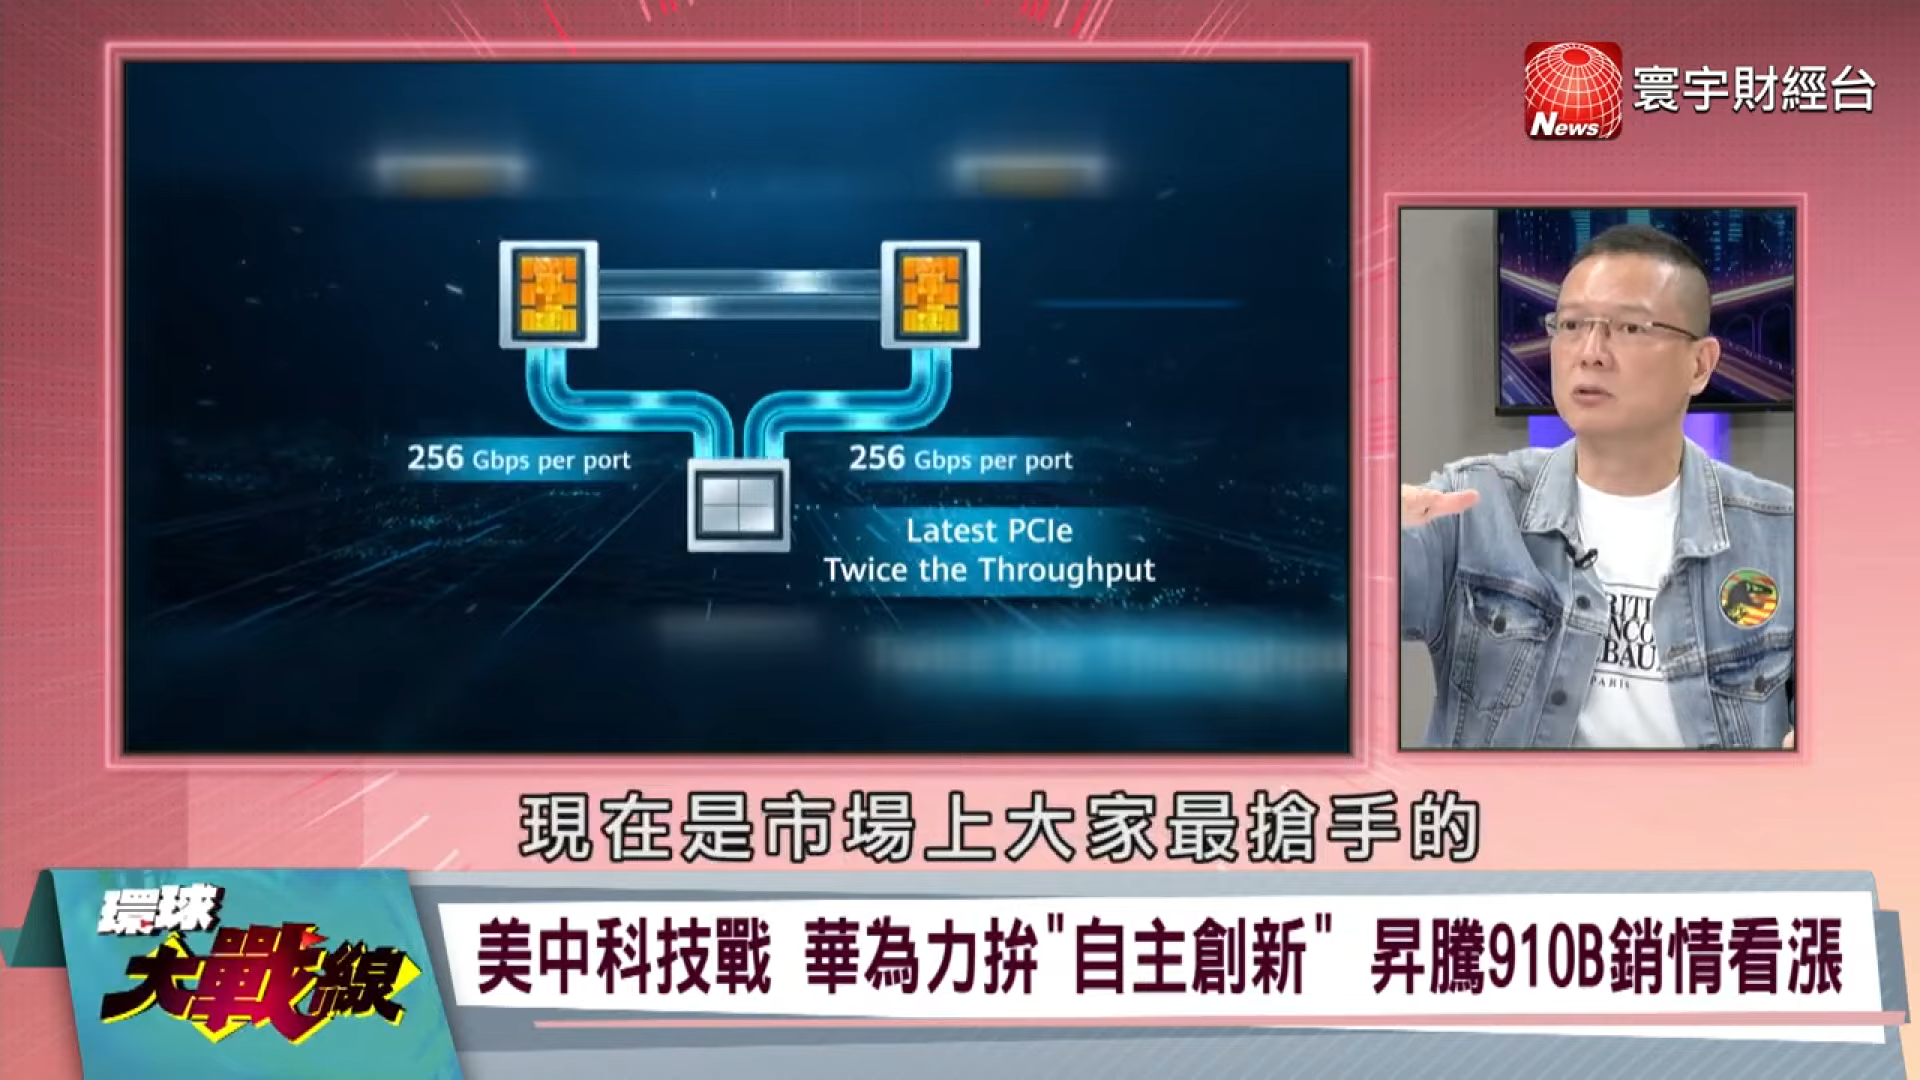 News
寰宇財經台
256 Gbps per port
256 Gbps per port
Latest PCIe
Twice the Throughput
PARIS
現在是市場上大家最搶手的
環球
大戰線
美中科技戰 華為力拚"自主創新" 昇騰910B銷情看漲